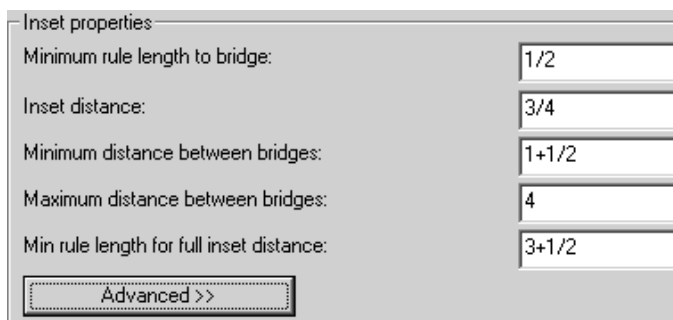 Inset properties
Minimum rule length to bridge: 1/2
Inset distance: 3/4
Minimum distance between bridges: 1+1/2
Maximum distance between bridges: 4
Min rule length for full inset distance: 3+1/2
Advanced >>